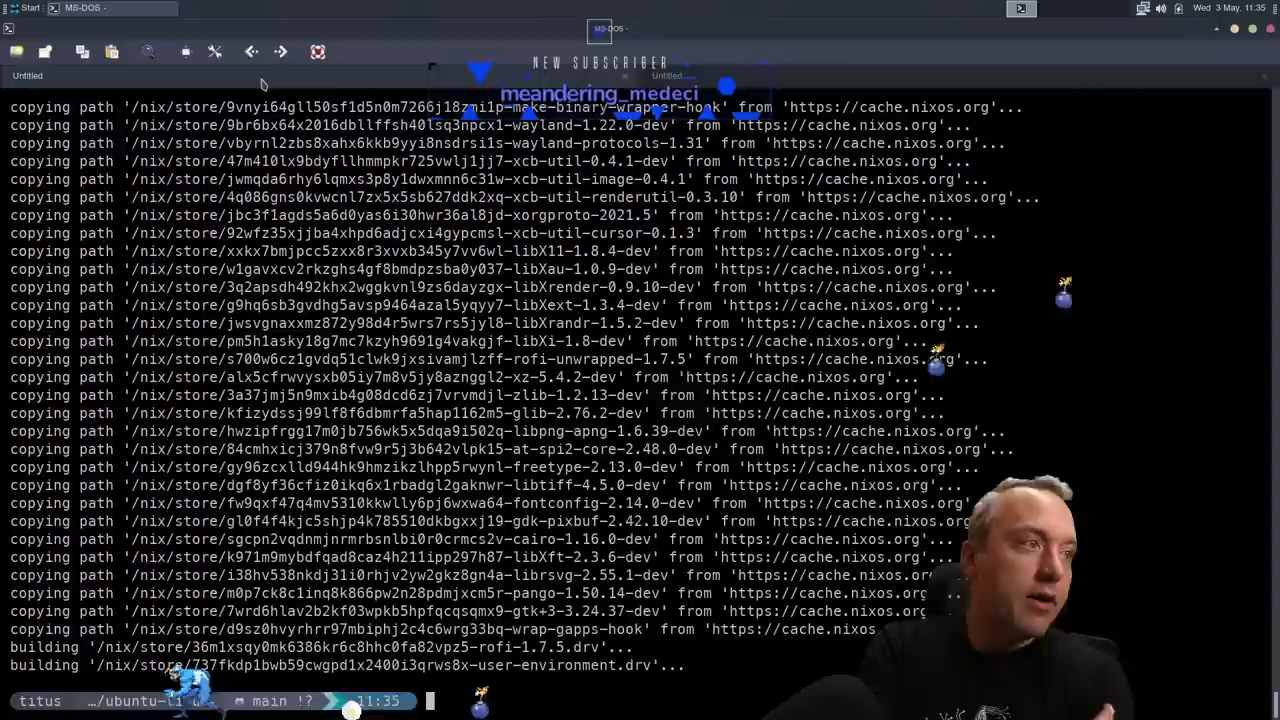 Start MS-DOS - Wed 3 May, 11:35
MS-DOS -
NEW SUBSCRIBER
meandering_medeci
Untitled Untitled
copying path '/nix/store/9vnyi64gll50sf1d5n0m7266j18zmi1p-make-binary-wrapper-hook' from 'https://cache.nixos.org'...
copying path '/nix/store/9br6bx64x2016dbllffsh40lsq3hpcx1-wayland-1.22.0-dev' from 'https://cache.nixos.org'...
copying path '/nix/store/vbyrnl2zbs8xahx6kkb9yyi8nsdrsi1s-wayland-protocols-1.31' from 'https://cache.nixos.org'...
copying path '/nix/store/47m410lx9bdyfllhmmpkr725vwlj1jj7-xcb-util-0.4.1-dev' from 'https://cache.nixos.org'...
copying path '/nix/store/jwmqda6rhy6lqmxs3p8y1dwxmnn6c31w-xcb-util-image-0.4.1' from 'https://cache.nixos.org'...
copying path '/nix/store/4q086gns0kvwcnl7zx5x5sb627ddk2xq-xcb-util-renderutil-0.3.10' from 'https://cache.nixos.org'...
copying path '/nix/store/jbc3f1agds5a6d0yas6i30hwr36al8jd-xorgproto-2021.5' from 'https://cache.nixos.org'...
copying path '/nix/store/92wfz35xjjba4xhpd6adjcxi4gypcmsl-xcb-util-cursor-0.1.3' from 'https://cache.nixos.org'...
copying path '/nix/store/xxkx7bmjpcc5zxx8r3xvxb345y7vv6wl-libX11-1.8.4-dev' from 'https://cache.nixos.org'...
copying path '/nix/store/w1gavxcv2rkzghs4gf8bmdpzsba0y037-libXau-1.0.9-dev' from 'https://cache.nixos.org'...
copying path '/nix/store/3q2apsdh492khx2wgkvnl9zs6dayzgx-libXrender-0.9.10-dev' from 'https://cache.nixos.org'...
copying path '/nix/store/g9hq6sb3gvdhg5avsp9464azal5yqyy7-libXext-1.3.4-dev' from 'https://cache.nixos.org'...
copying path '/nix/store/jwsvgnaxxmz872y98d4r5wrs7rs5jyl8-libXrandr-1.5.2-dev' from 'https://cache.nixos.org'...
copying path '/nix/store/pm5h1asky18g7mc7kzyh9691g4vakgjf-libXi-1.8-dev' from 'https://cache.nixos.org'...
copying path '/nix/store/s700w6cz1gvdq51clwk9jxsivamjlzff-rofi-unwrapped-1.7.5' from 'https://cache.nixos.org'...
copying path '/nix/store/alx5cfrwvysxb05iy7m8v5jy8aznggl2-xz-5.4.2-dev' from 'https://cache.nixos.org'...
copying path '/nix/store/3a37jmj5n9mxib4g08dcd6zj7vrvmdjl-zlib-1.2.13-dev' from 'https://cache.nixos.org'...
copying path '/nix/store/kfizydssj99lf8f6dbmrfa5hap1162m5-glib-2.76.2-dev' from 'https://cache.nixos.org'...
copying path '/nix/store/hwzipfrgg17m0jb756wk5x5dqa9i502q-libpng-apng-1.6.39-dev' from 'https://cache.nixos.org'...
copying path '/nix/store/84cmhxicj379n8fvw9r5j3b642vlpk15-at-spi2-core-2.48.0-dev' from 'https://cache.nixos.org'...
copying path '/nix/store/gy96zcxlld944hk9hmzikzlhpp5rwynl-freetype-2.13.0-dev' from 'https://cache.nixos.org'...
copying path '/nix/store/dgf8yf36cfiz0ikq6x1rbadgl2gaknwr-libtiff-4.5.0-dev' from 'https://cache.nixos.org'...
copying path '/nix/store/fw9qxf47q4mv5310kkwlly6pj6wxwa64-fontconfig-2.14.0-dev' from 'https://cache.nixos.org'...
copying path '/nix/store/gl0f4f4kjc5shjp4k785510dkbgxxj19-gdk-pixbuf-2.42.10-dev' from 'https://cache.nixos.org'...
copying path '/nix/store/sgcpn2vqdnmjnrmrbsnlbi0r0crmcs2v-cairo-1.16.0-dev' from 'https://cache.nixos.org'...
copying path '/nix/store/k971m9mybdfqad8caz4h211ipp297h87-libXft-2.3.6-dev' from 'https://cache.nixos.org'...
copying path '/nix/store/i38hv538nkdj31i0rhjv2yw2gkz8gn4a-librsvg-2.55.1-dev' from 'https://cache.nixos.org
copying path '/nix/store/m0p7ck8c1inq8k866pw2n28pdmjxcm5r-pango-1.50.14-dev' from 'https://cache.nixos.org
copying path '/nix/store/7wrd6hlav2b2kf03wpkb5hpfqcqsqmx9-gtk+3-3.24.37-dev' from 'https://cache.nixos.org
copying path '/nix/store/d9sz0hvyrhrr97mbiphj2c4c6wrg33bq-wrap-gapps-hook' from 'https://cache.nixos
building '/nix/store/36m1xsqy0mk6386kr6c8hhc0fa82vpz5-rofi-1.7.5.drv'...
building '/nix/store/737fkdp1bwb59cwgpd1x2400i3qrws8x-user-environment.drv'...
titus …/ubuntu-ti main !? 11:35